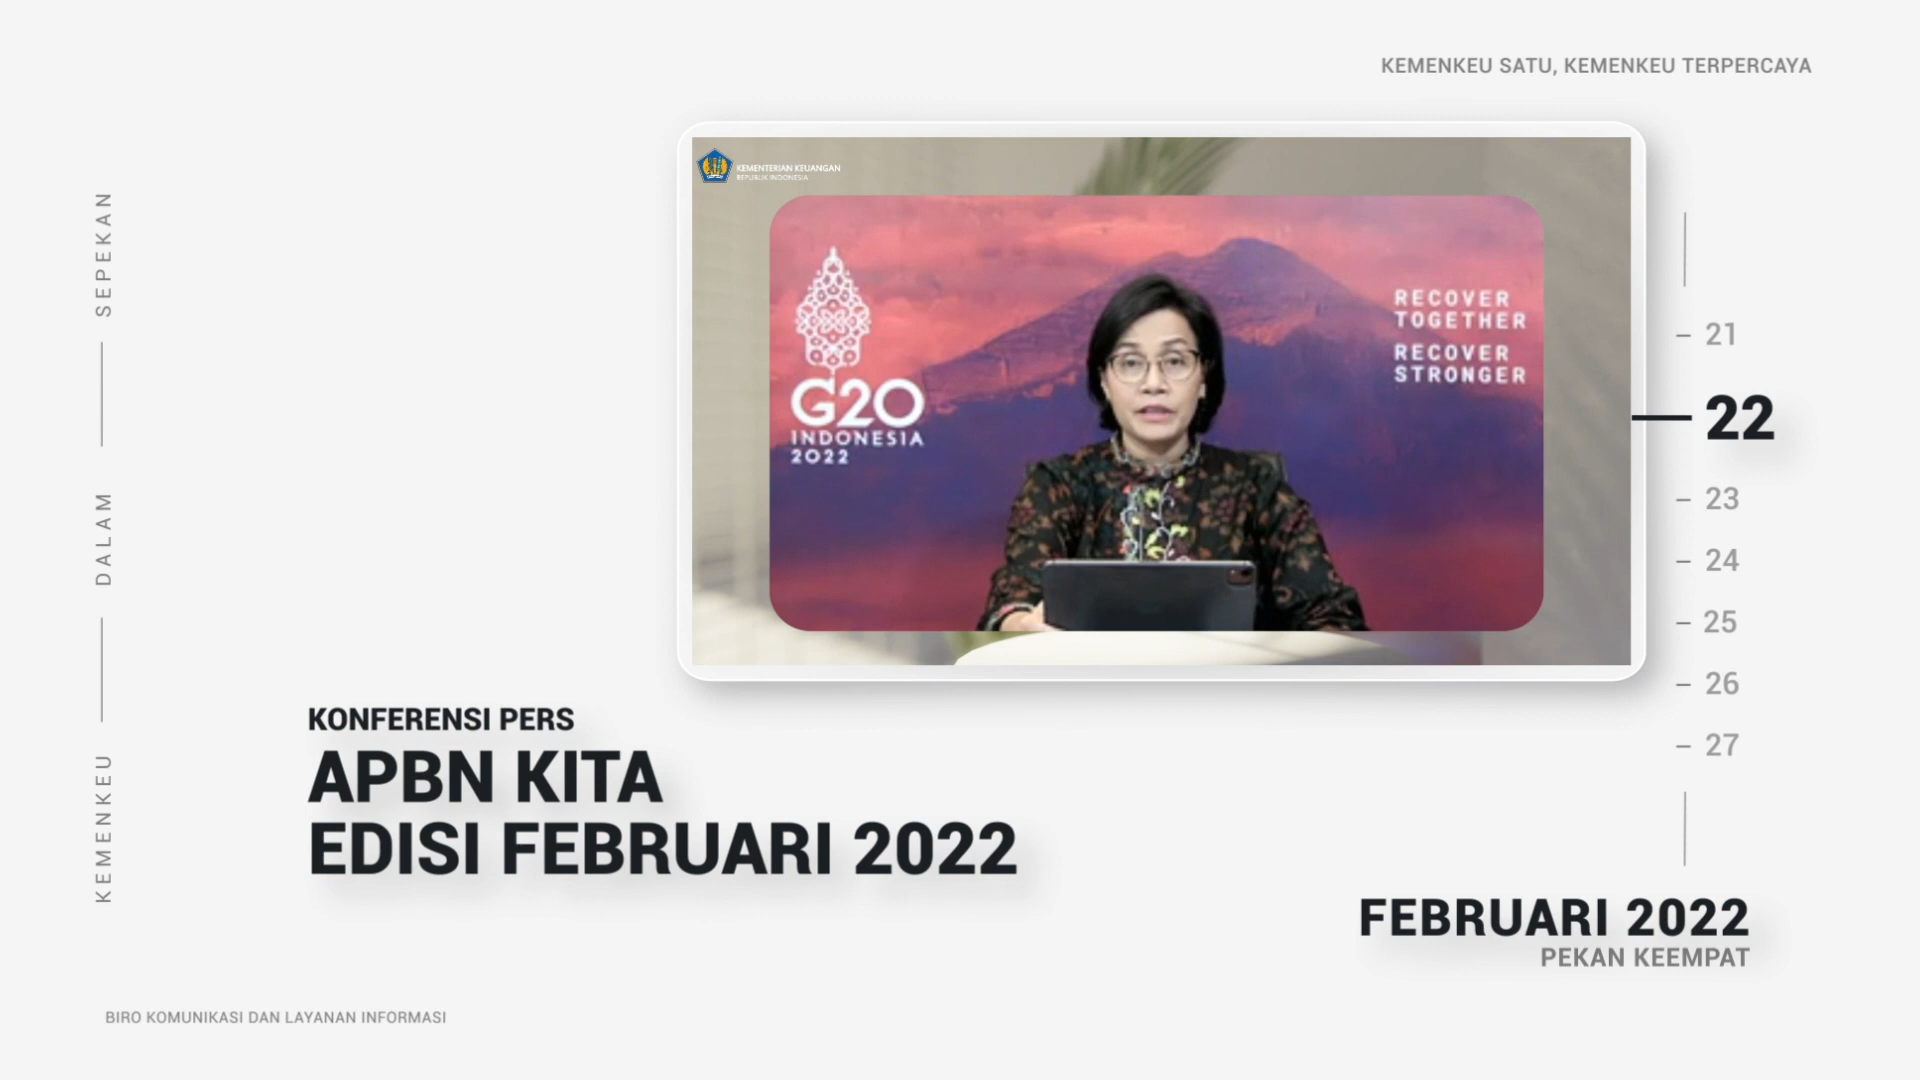 KEMENKEU SATU, KEMENKEU TERPERCAYA
KEMENTERIAN KEUANGAN
REPUBLIK INDONESIA
G20
INDONESIA
2022
RECOVER
TOGETHER
RECOVER
STRONGER
21
22
23
24
25
26
27
KEMENKEU
DALAM
SEPEKAN
KONFERENSI PERS
APBN KITA
EDISI FEBRUARI 2022
FEBRUARI 2022
PEKAN KEEMPAT
BIRO KOMUNIKASI DAN LAYANAN INFORMASI